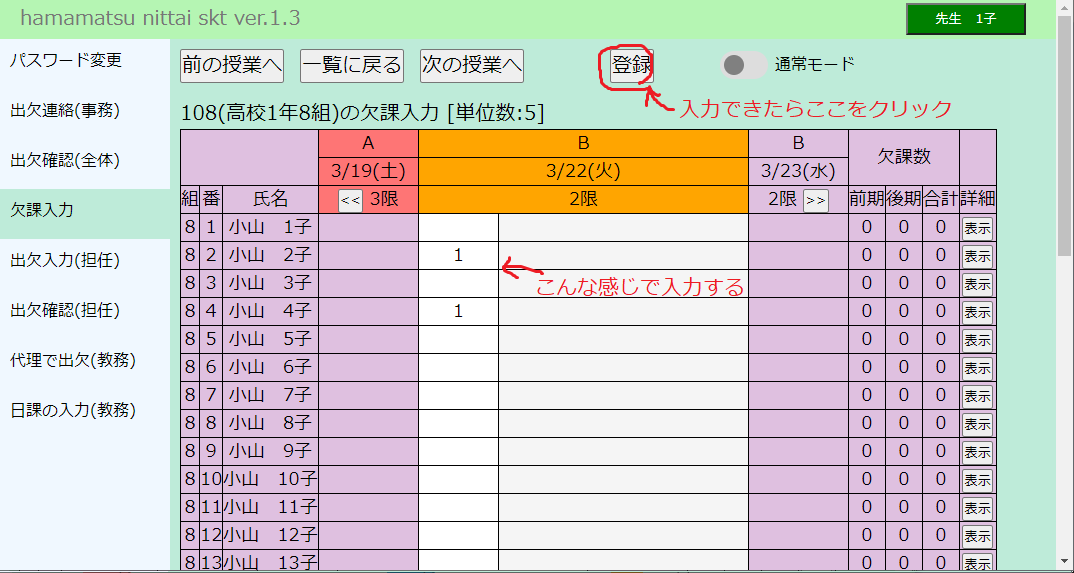 hamamatsu nittai skt ver.1.3
先生 1子
パスワード変更
出欠連絡(事務)
出欠確認(全体)
欠課入力
出欠入力(担任)
出欠確認(担任)
代理で出欠(教務)
日課の入力(教務)
前の授業へ 一覧に戻る 次の授業へ 登録 通常モード
入力できたらここをクリック
108(高校1年8組)の欠課入力 [単位数:5]
A B B 欠課数
3/19(土) 3/22(火) 3/23(水)
組 番 氏名 << 3限 2限 2限 >> 前期 後期 合計 詳細
8 1 小山 1子 0 0 0 表示
8 2 小山 2子 1 0 0 0 表示
こんな感じで入力する
8 3 小山 3子 0 0 0 表示
8 4 小山 4子 1 0 0 0 表示
8 5 小山 5子 0 0 0 表示
8 6 小山 6子 0 0 0 表示
8 7 小山 7子 0 0 0 表示
8 8 小山 8子 0 0 0 表示
8 9 小山 9子 0 0 0 表示
8 10 小山 10子 0 0 0 表示
8 11 小山 11子 0 0 0 表示
8 12 小山 12子 0 0 0 表示
8 13 小山 13子 0 0 0 表示